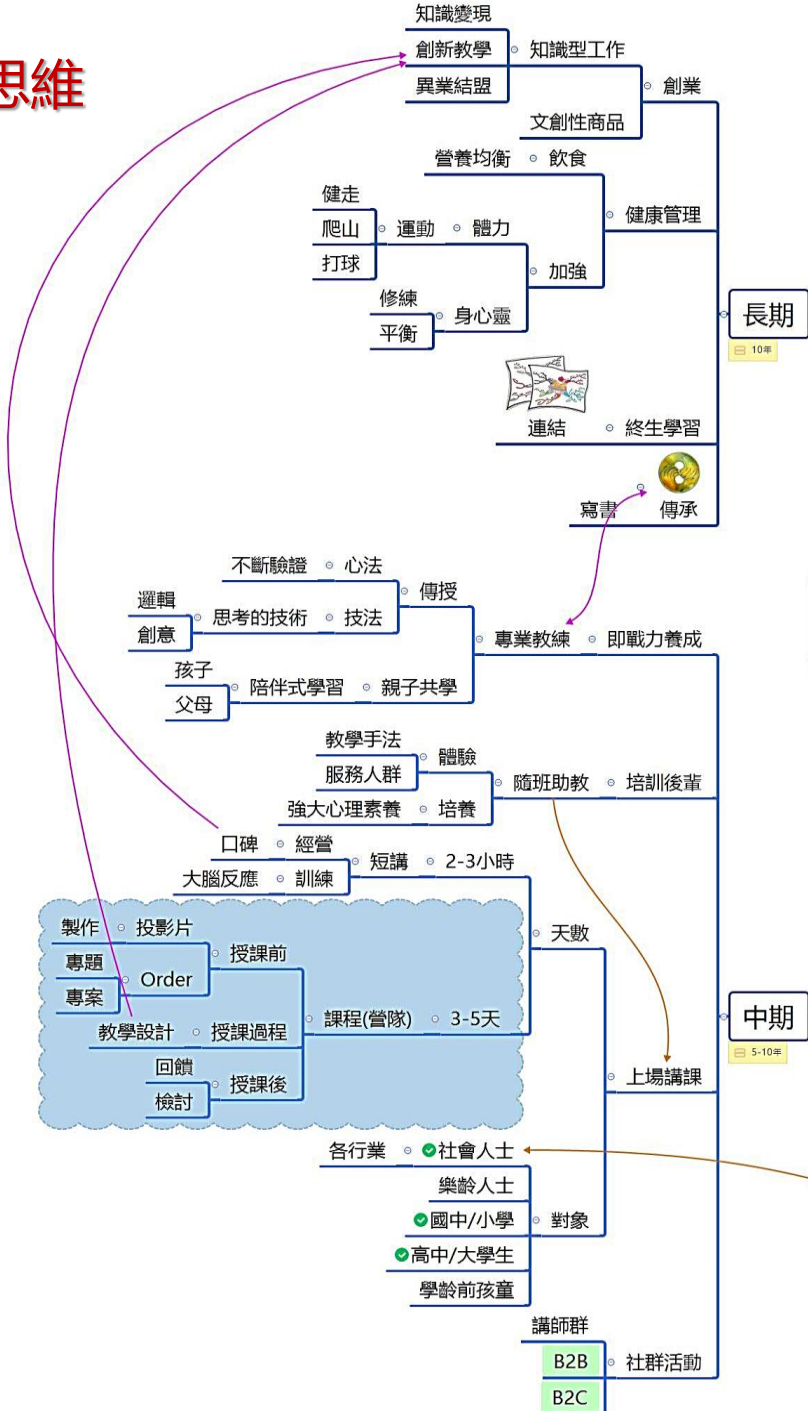 思維
知識變現
創新教學
異業結盟
知識型工作
文創性商品
創業
營養均衡
飲食
健走
爬山
打球
運動
體力
修練
平衡
身心靈
加強
健康管理
連結
終生學習
寫書
傳承
長期
10年
不斷驗證
心法
邏輯
創意
思考的技術
技法
傳授
孩子
父母
陪伴式學習
親子共學
專業教練
即戰力養成
教學手法
服務人群
體驗
強大心理素養
培養
隨班助教
培訓後輩
口碑
經營
大腦反應
訓練
短講
2-3小時
製作
投影片
專題
專案
Order
授課前
教學設計
授課過程
回饋
檢討
授課後
課程(營隊)
3-5天
天數
各行業
社會人士
樂齡人士
國中/小學
高中/大學生
學齡前孩童
對象
上場講課
講師群
B2B
B2C
社群活動
中期
5-10年